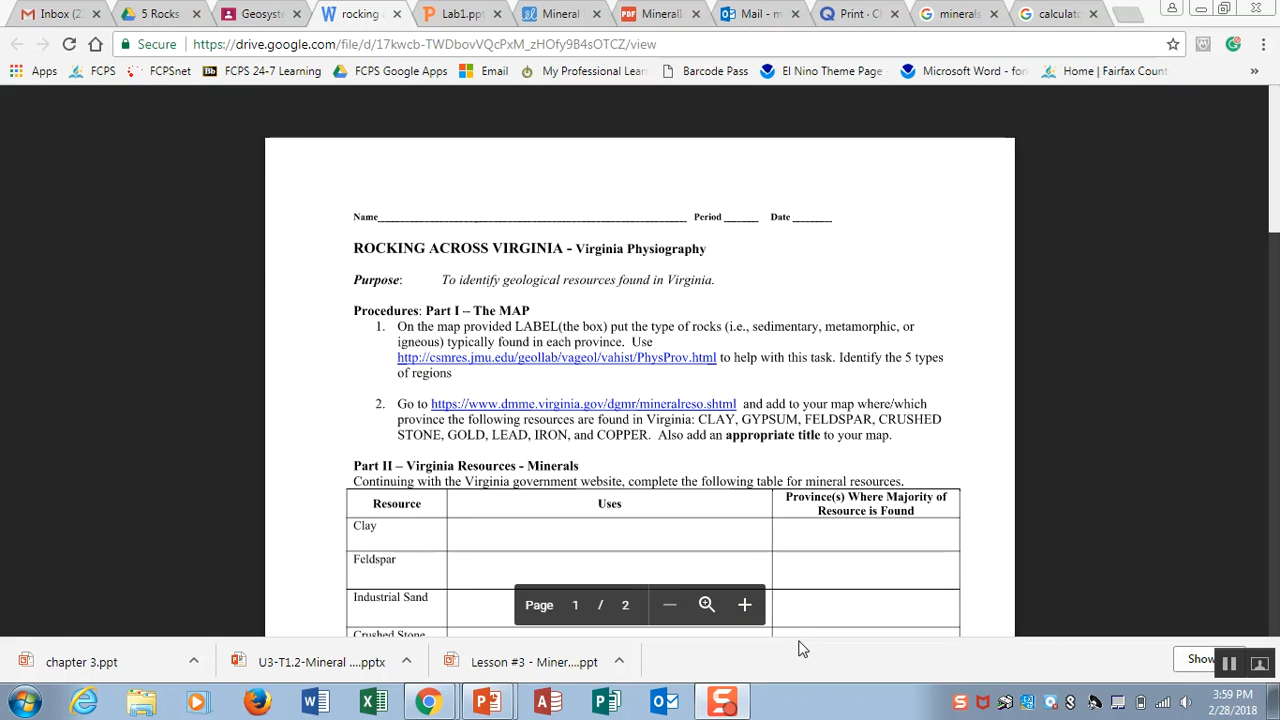 Inbox (2
5 Rocks
Geosyste
rocking
Lab1.ppt
Mineral
Minerali
Mail - m
Print - Cl
minerals
calculato
Secure https://drive.google.com/file/d/17kwcb-TWDbovVQcPxM_zHOfy9B4sOTCZ/view
Apps
FCPS
FCPSnet
FCPS 24-7 Learning
FCPS Google Apps
Email
My Professional Lear
Barcode Pass
El Nino Theme Page
Microsoft Word - for
Home | Fairfax Count
Name Period Date
ROCKING ACROSS VIRGINIA - Virginia Physiography
Purpose: To identify geological resources found in Virginia.
Procedures: Part I – The MAP
1. On the map provided LABEL(the box) put the type of rocks (i.e., sedimentary, metamorphic, or
igneous) typically found in each province. Use
http://csmres.jmu.edu/geollab/vageol/vahist/PhysProv.html to help with this task. Identify the 5 types
of regions
2. Go to https://www.dmme.virginia.gov/dgmr/mineralreso.shtml and add to your map where/which
province the following resources are found in Virginia: CLAY, GYPSUM, FELDSPAR, CRUSHED
STONE, GOLD, LEAD, IRON, and COPPER. Also add an appropriate title to your map.
Part II – Virginia Resources - Minerals
Continuing with the Virginia government website, complete the following table for mineral resources.
Resource Uses Province(s) Where Majority of
Resource is Found
Clay
Feldspar
Industrial Sand
Crushed Stone
Page 1 / 2
chapter 3.ppt
U3-T1.2-Mineral ....pptx
Lesson #3 - Miner....ppt
Show
3:59 PM
2/28/2018